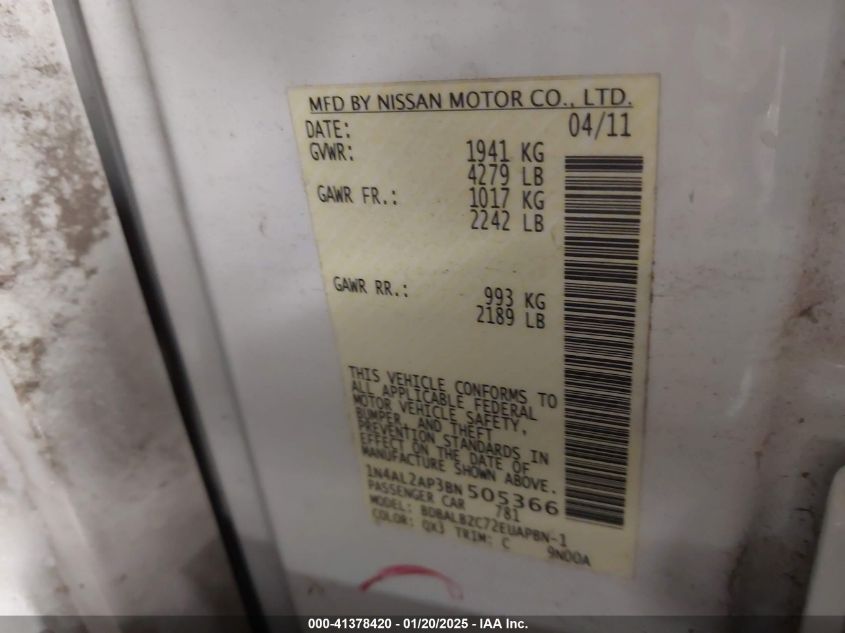 MFD BY NISSAN MOTOR CO., LTD.
DATE: 04/11
GVWR: 1941 KG
4279 LB
GAWR FR.: 1017 KG
2242 LB
GAWR RR.: 993 KG
2189 LB
THIS VEHICLE CONFORMS TO
ALL APPLICABLE FEDERAL
MOTOR VEHICLE SAFETY,
BUMPER, AND THEFT
PREVENTION STANDARDS IN
EFFECT ON THE DATE OF
MANUFACTURE SHOWN ABOVE.
1N4AL2AP3BN505366
PASSENGER CAR 781
MODEL: BDBALB2C72EUAPBN-1
COLOR: QX3 TRIM: C 9N00A
000-41378420 - 01/20/2025 - IAA Inc.